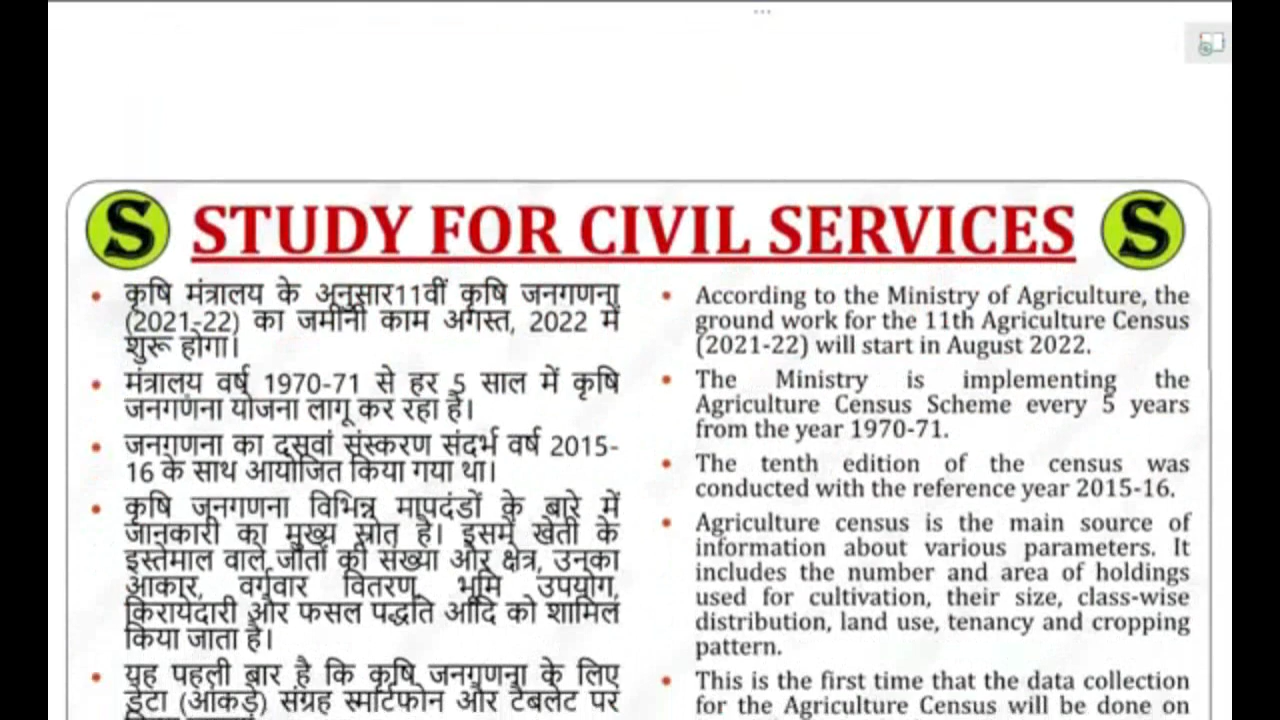 S STUDY FOR CIVIL SERVICES S
• कृषि मंत्रालय के अनुसार11वीं कृषि जनगणना
(2021-22) का जमीनी काम अगस्त, 2022 में
शुरू होगा।
• मंत्रालय वर्ष 1970-71 से हर 5 साल में कृषि
जनगणना योजना लागू कर रहा है।
• जनगणना का दसवां संस्करण संदर्भ वर्ष 2015-
16 के साथ आयोजित किया गया था।
• कृषि जनगणना विभिन्न मापदंडों के बारे में
जानकारी का मुख्य स्रोत है। इसमें खेती के
इस्तेमाल वाले जोतों की संख्या और क्षेत्र, उनका
आकार, वर्गवार वितरण, भूमि उपयोग,
किरायेदारी और फसल पद्धति आदि को शामिल
किया जाता है।
• यह पहली बार है कि कृषि जनगणना के लिए
डेटा (आंकड़े) संग्रह स्मार्टफोन और टैबलेट पर
• According to the Ministry of Agriculture, the
ground work for the 11th Agriculture Census
(2021-22) will start in August 2022.
• The Ministry is implementing the
Agriculture Census Scheme every 5 years
from the year 1970-71.
• The tenth edition of the census was
conducted with the reference year 2015-16.
• Agriculture census is the main source of
information about various parameters. It
includes the number and area of holdings
used for cultivation, their size, class-wise
distribution, land use, tenancy and cropping
pattern.
• This is the first time that the data collection
for the Agriculture Census will be done on